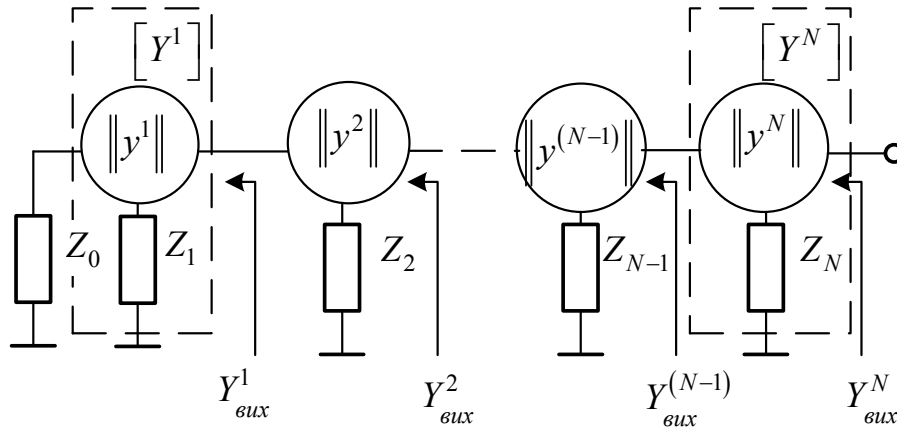 [Y^1] [Y^N]
‖y^1‖ ‖y^2‖ ‖y^(N−1)‖ ‖y^N‖
Z_0 Z_1 Z_2 Z_{N−1} Z_N
Y^1_вих Y^2_вих Y^(N−1)_вих Y^N_вих